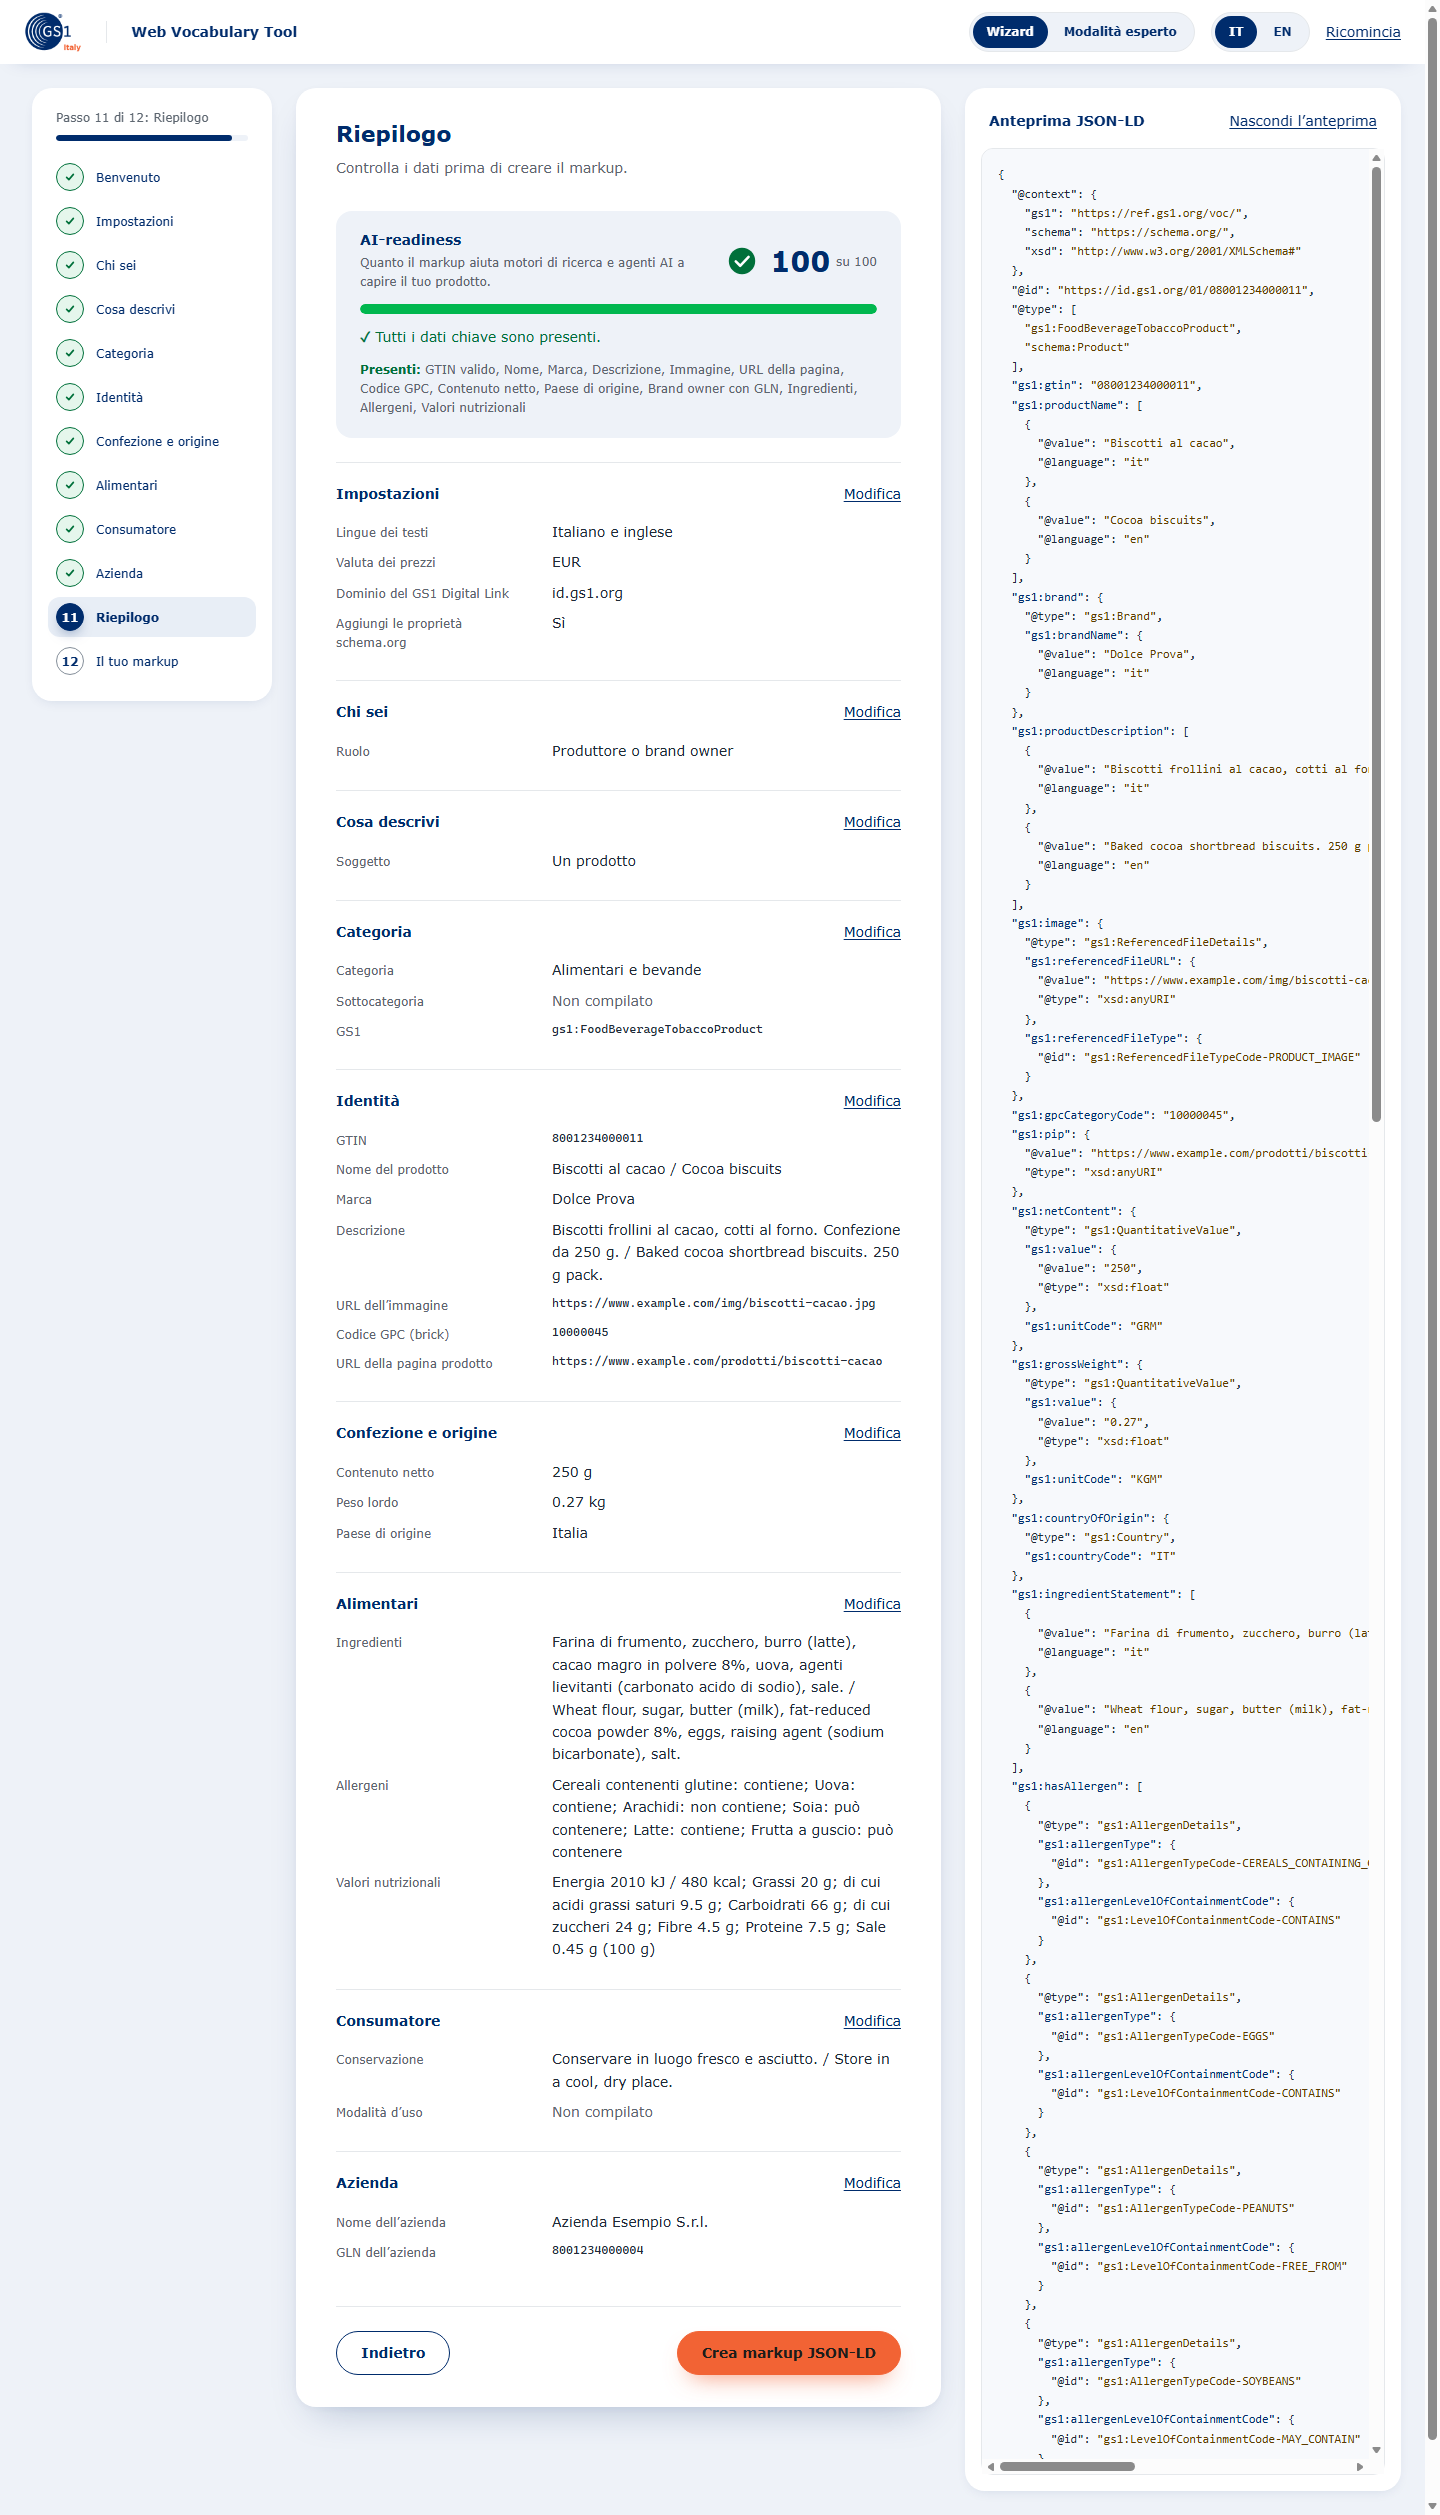 GS1
Italy
Web Vocabulary Tool
Wizard
Modalità esperto
IT
EN
Ricomincia
Passo 11 di 12: Riepilogo
Benvenuto
Impostazioni
Chi sei
Cosa descrivi
Categoria
Identità
Confezione e origine
Alimentari
Consumatore
Azienda
11 Riepilogo
12 Il tuo markup
Riepilogo
Controlla i dati prima di creare il markup.
AI-readiness
Quanto il markup aiuta motori di ricerca e agenti AI a
capire il tuo prodotto.
100 su 100
✓ Tutti i dati chiave sono presenti.
Presenti: GTIN valido, Nome, Marca, Descrizione, Immagine, URL della pagina,
Codice GPC, Contenuto netto, Paese di origine, Brand owner con GLN, Ingredienti,
Allergeni, Valori nutrizionali
Impostazioni
Modifica
Lingue dei testi
Italiano e inglese
Valuta dei prezzi
EUR
Dominio del GS1 Digital Link
id.gs1.org
Aggiungi le proprietà
schema.org
Sì
Chi sei
Modifica
Ruolo
Produttore o brand owner
Cosa descrivi
Modifica
Soggetto
Un prodotto
Categoria
Modifica
Categoria
Alimentari e bevande
Sottocategoria
Non compilato
GS1
gs1:FoodBeverageTobaccoProduct
Identità
Modifica
GTIN
8001234000011
Nome del prodotto
Biscotti al cacao / Cocoa biscuits
Marca
Dolce Prova
Descrizione
Biscotti frollini al cacao, cotti al forno. Confezione
da 250 g. / Baked cocoa shortbread biscuits. 250
g pack.
URL dell’immagine
https://www.example.com/img/biscotti-cacao.jpg
Codice GPC (brick)
10000045
URL della pagina prodotto
https://www.example.com/prodotti/biscotti-cacao
Confezione e origine
Modifica
Contenuto netto
250 g
Peso lordo
0.27 kg
Paese di origine
Italia
Alimentari
Modifica
Ingredienti
Farina di frumento, zucchero, burro (latte),
cacao magro in polvere 8%, uova, agenti
lievitanti (carbonato acido di sodio), sale. /
Wheat flour, sugar, butter (milk), fat-reduced
cocoa powder 8%, eggs, raising agent (sodium
bicarbonate), salt.
Allergeni
Cereali contenenti glutine: contiene; Uova:
contiene; Arachidi: non contiene; Soia: può
contenere; Latte: contiene; Frutta a guscio: può
contenere
Valori nutrizionali
Energia 2010 kJ / 480 kcal; Grassi 20 g; di cui
acidi grassi saturi 9.5 g; Carboidrati 66 g; di cui
zuccheri 24 g; Fibre 4.5 g; Proteine 7.5 g; Sale
0.45 g (100 g)
Consumatore
Modifica
Conservazione
Conservare in luogo fresco e asciutto. / Store in
a cool, dry place.
Modalità d’uso
Non compilato
Azienda
Modifica
Nome dell’azienda
Azienda Esempio S.r.l.
GLN dell’azienda
8001234000004
Indietro
Crea markup JSON-LD
Anteprima JSON-LD
Nascondi l’anteprima
{
"@context": {
"gs1": "https://ref.gs1.org/voc/",
"schema": "https://schema.org/",
"xsd": "http://www.w3.org/2001/XMLSchema#"
},
"@id": "https://id.gs1.org/01/08001234000011",
"@type": [
"gs1:FoodBeverageTobaccoProduct",
"schema:Product"
],
"gs1:gtin": "08001234000011",
"gs1:productName": [
{
"@value": "Biscotti al cacao",
"@language": "it"
},
{
"@value": "Cocoa biscuits",
"@language": "en"
}
],
"gs1:brand": {
"@type": "gs1:Brand",
"gs1:brandName": {
"@value": "Dolce Prova",
"@language": "it"
}
},
"gs1:productDescription": [
{
"@value": "Biscotti frollini al cacao, cotti al
"@language": "it"
},
{
"@value": "Baked cocoa shortbread biscuits. 250 g
"@language": "en"
}
],
"gs1:image": {
"@type": "gs1:ReferencedFileDetails",
"gs1:referencedFileURL": {
"@value": "https://www.example.com/img/biscotti-ca
"@type": "xsd:anyURI"
},
"gs1:referencedFileType": {
"@id": "gs1:ReferencedFileTypeCode-PRODUCT_IMAGE"
}
},
"gs1:gpcCategoryCode": "10000045",
"gs1:pip": {
"@value": "https://www.example.com/prodotti/biscotti
"@type": "xsd:anyURI"
},
"gs1:netContent": {
"@type": "gs1:QuantitativeValue",
"gs1:value": {
"@value": "250",
"@type": "xsd:float"
},
"gs1:unitCode": "GRM"
},
"gs1:grossWeight": {
"@type": "gs1:QuantitativeValue",
"gs1:value": {
"@value": "0.27",
"@type": "xsd:float"
},
"gs1:unitCode": "KGM"
},
"gs1:countryOfOrigin": {
"@type": "gs1:Country",
"gs1:countryCode": "IT"
},
"gs1:ingredientStatement": [
{
"@value": "Farina di frumento, zucchero, burro
"@language": "it"
},
{
"@value": "Wheat flour, sugar, butter (milk),
"@language": "en"
}
],
"gs1:hasAllergen": [
{
"@type": "gs1:AllergenDetails",
"gs1:allergenType": {
"@id": "gs1:AllergenTypeCode-CEREALS_CONTAINING_
},
"gs1:allergenLevelOfContainmentCode": {
"@id": "gs1:LevelOfContainmentCode-CONTAINS"
}
},
{
"@type": "gs1:AllergenDetails",
"gs1:allergenType": {
"@id": "gs1:AllergenTypeCode-EGGS"
},
"gs1:allergenLevelOfContainmentCode": {
"@id": "gs1:LevelOfContainmentCode-CONTAINS"
}
},
{
"@type": "gs1:AllergenDetails",
"gs1:allergenType": {
"@id": "gs1:AllergenTypeCode-PEANUTS"
},
"gs1:allergenLevelOfContainmentCode": {
"@id": "gs1:LevelOfContainmentCode-FREE_FROM"
}
},
{
"@type": "gs1:AllergenDetails",
"gs1:allergenType": {
"@id": "gs1:AllergenTypeCode-SOYBEANS"
},
"gs1:allergenLevelOfContainmentCode": {
"@id": "gs1:LevelOfContainmentCode-MAY_CONTAIN"